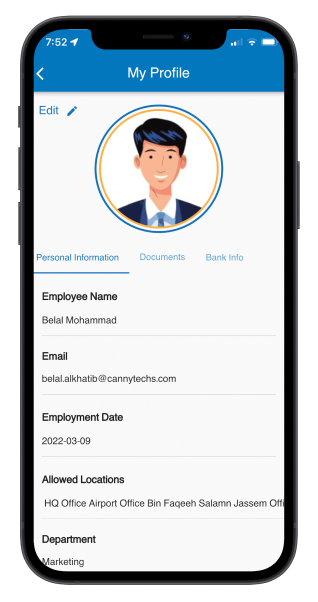 7:52
My Profile
Edit
Personal Information Documents Bank Info
Employee Name
Belal Mohammad
Email
belal.alkhatib@cannytechs.com
Employment Date
2022-03-09
Allowed Locations
HQ Office Airport Office Bin Faqeeh Salamn Jassem Offi
Department
Marketing